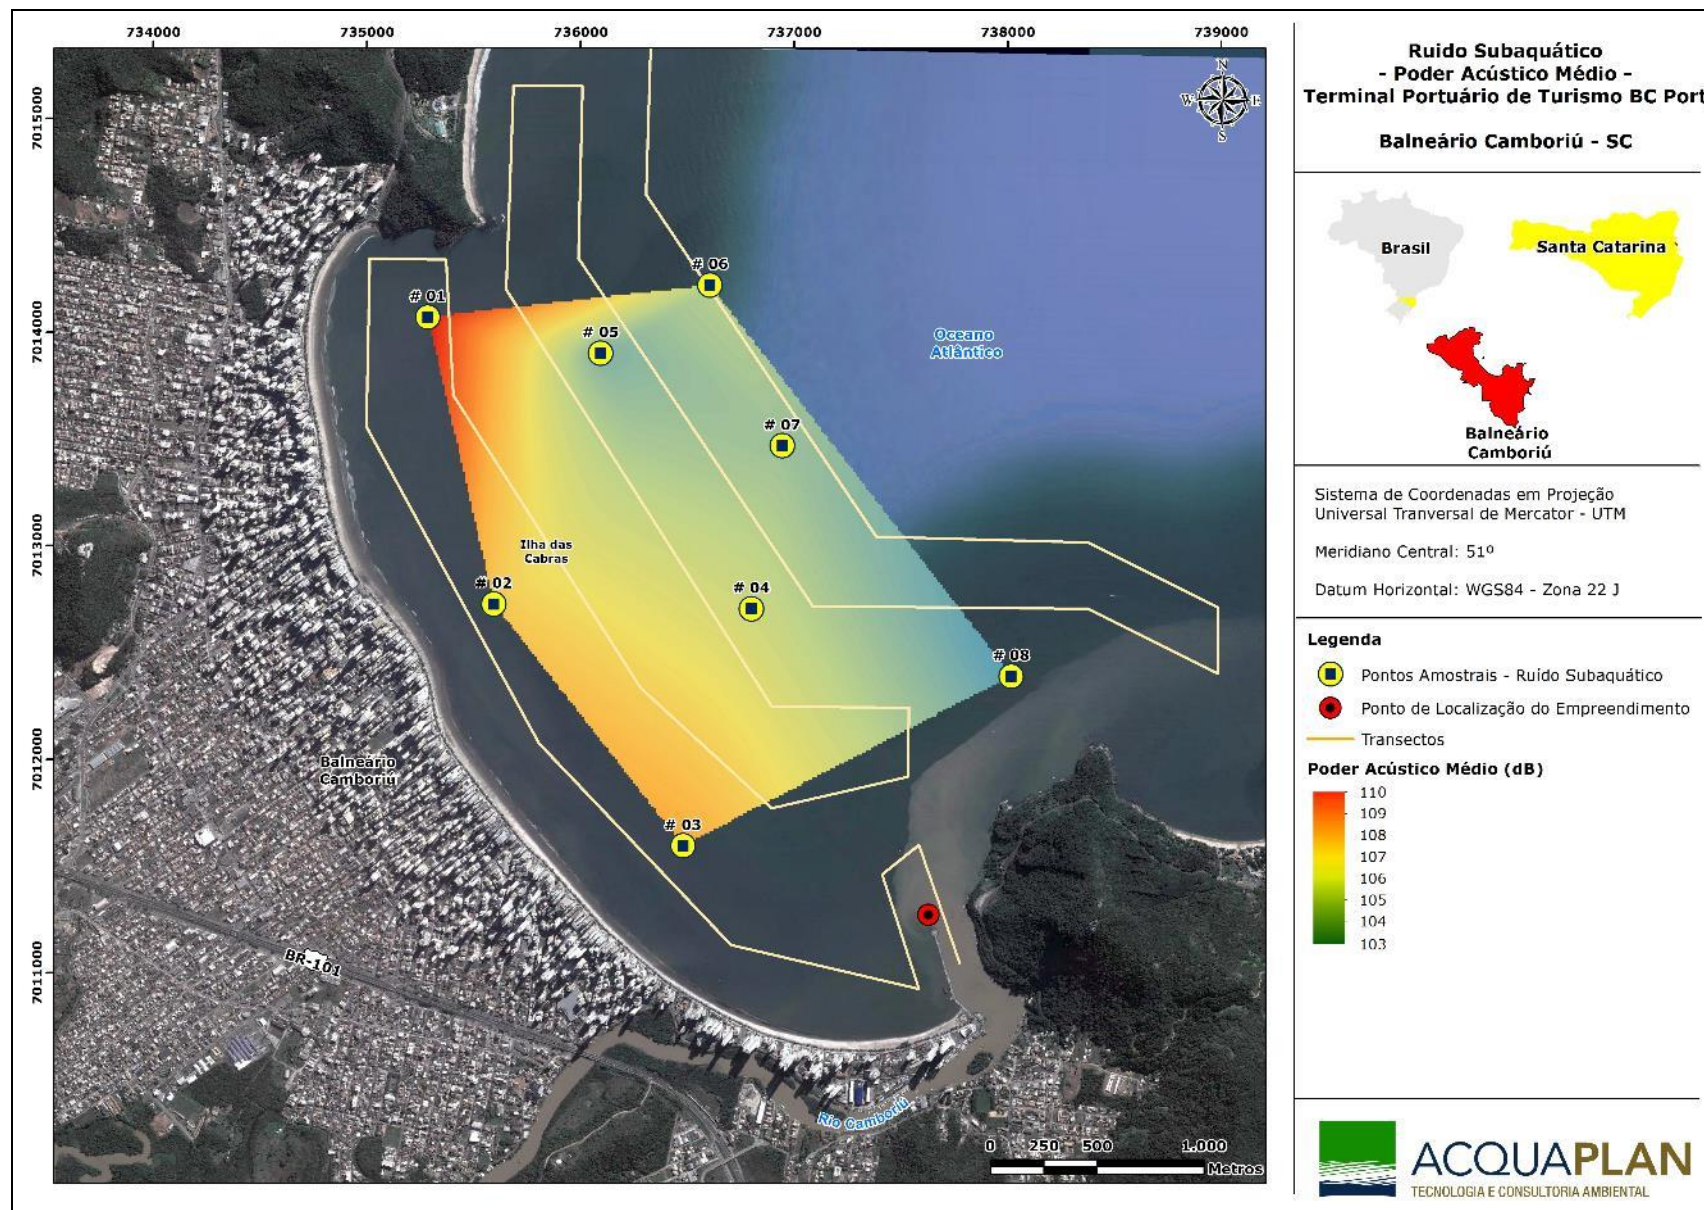 734000
735000
736000
737000
738000
739000
7015000
7014000
7013000
7012000
7011000
N
W
E
S
# 01
# 06
# 05
# 07
# 02
# 04
# 08
# 03
Oceano
Atlântico
Ilha das
Cabras
Balneário
Camboriú
BR-101
Rio Camboriú
0 250 500 1.000
Metros
Ruido Subaquático
- Poder Acústico Médio -
Terminal Portuário de Turismo BC Port
Balneário Camboriú - SC
Brasil
Santa Catarina
Balneário
Camboriú
Sistema de Coordenadas em Projeção
Universal Tranversal de Mercator - UTM
Meridiano Central: 51º
Datum Horizontal: WGS84 - Zona 22 J
Legenda
Pontos Amostrais - Ruído Subaquático
Ponto de Localização do Empreendimento
Transectos
Poder Acústico Médio (dB)
110
109
108
107
106
105
104
103
ACQUAPLAN
TECNOLOGIA E CONSULTORIA AMBIENTAL